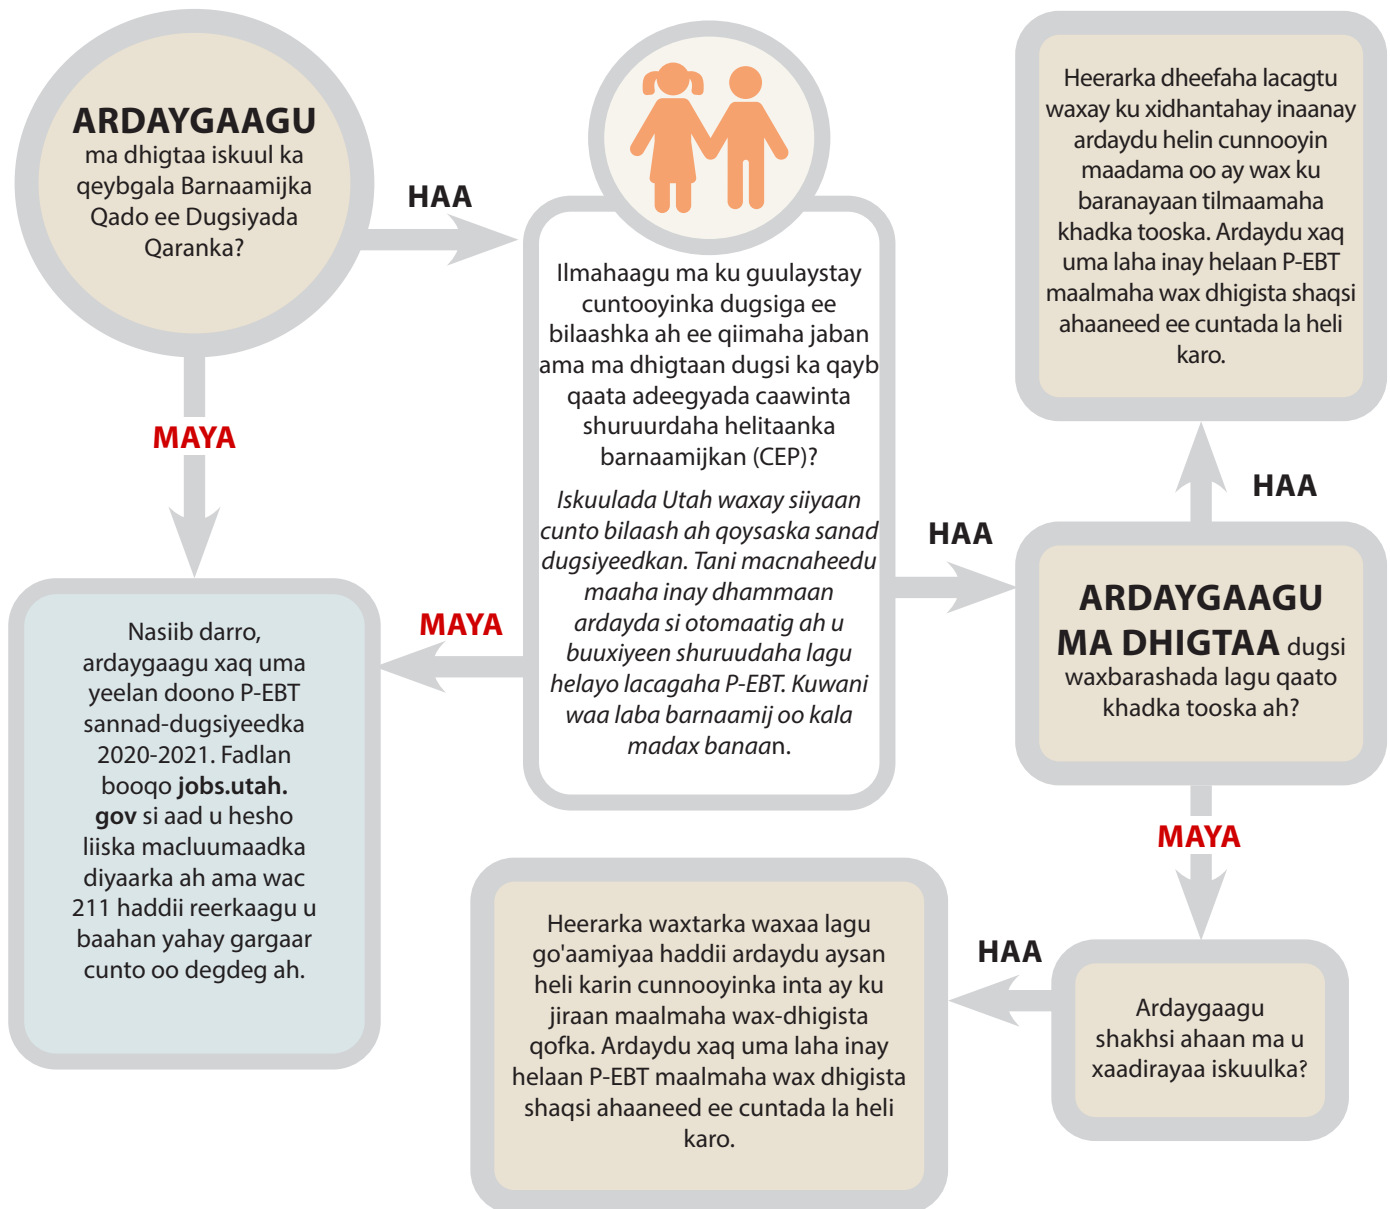 ARDAYGAAGU
ma dhigtaa iskuul ka
qeybgala Barnaamijka
Qado ee Dugsiyada
Qaranka?
HAA
MAYA
Ilmahaagu ma ku guulaystay
cuntooyinka dugsiga ee
bilaashka ah ee qiimaha jaban
ama ma dhigtaan dugsi ka qayb
qaata adeegyada caawinta
shuruurdaha helitaanka
barnaamijkan (CEP)?
Iskuulada Utah waxay siiyaan
cunto bilaash ah qoysaska sanad
dugsiyeedkan. Tani macnaheedu
maaha inay dhammaan
ardayda si otomaatig ah u
buuxiyeen shuruudaha lagu
helayo lacagaha P-EBT. Kuwani
waa laba barnaamij oo kala
madax banaan.
MAYA
Nasiib darro,
ardaygaagu xaq uma
yeelan doono P-EBT
sannad-dugsiyeedka
2020-2021. Fadlan
booqo jobs.utah.
gov si aad u hesho
liiska macluumaadka
diyaarka ah ama wac
211 haddii reerkaagu u
baahan yahay gargaar
cunto oo degdeg ah.
HAA
ARDAYGAAGU
MA DHIGTAA dugsi
waxbarashada lagu qaato
khadka tooska ah?
HAA
Heerarka dheefaha lacagtu
waxay ku xidhantahay inaanay
ardaydu helin cunnooyin
maadama oo ay wax ku
baranayaan tilmaamaha
khadka tooska. Ardaydu xaq
uma laha inay helaan P-EBT
maalmaha wax dhigista shaqsi
ahaaneed ee cuntada la heli
karo.
MAYA
Ardaygaagu
shakhsi ahaan ma u
xaadirayaa iskuulka?
HAA
Heerarka waxtarka waxaa lagu
go'aamiyaa haddii ardaydu aysan
heli karin cunnooyinka inta ay ku
jiraan maalmaha wax-dhigista
qofka. Ardaydu xaq uma laha inay
helaan P-EBT maalmaha wax dhigista
shaqsi ahaaneed ee cuntada la heli
karo.